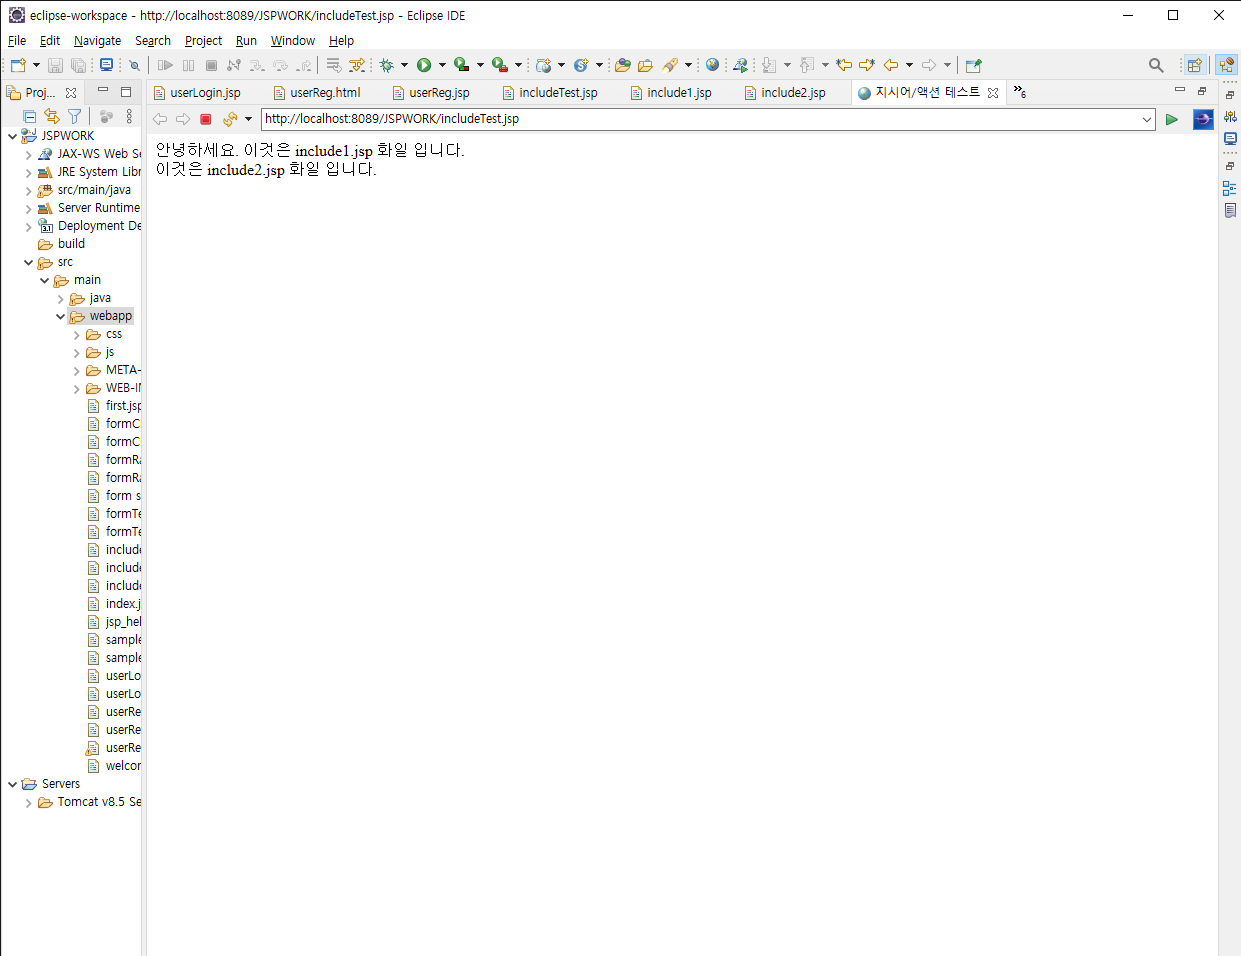 eclipse-workspace - http://localhost:8089/JSPWORK/includeTest.jsp - Eclipse IDE
File Edit Navigate Search Project Run Window Help
Proj...
userLogin.jsp userReg.html userReg.jsp includeTest.jsp include1.jsp include2.jsp 지시어/액션 테스트 »6
http://localhost:8089/JSPWORK/includeTest.jsp
안녕하세요. 이것은 include1.jsp 화일 입니다.
이것은 include2.jsp 화일 입니다.
JSPWORK
JAX-WS Web Se
JRE System Libr
src/main/java
Server Runtime
Deployment De
build
src
main
java
webapp
css
js
META-
WEB-IN
first.jsp
formCh
formCh
formRa
formRa
form s
formTe
formTe
include
include
include
index.j
jsp_hel
sample
sample
userLo
userLo
userRe
userRe
userRe
welcor
Servers
Tomcat v8.5 Se